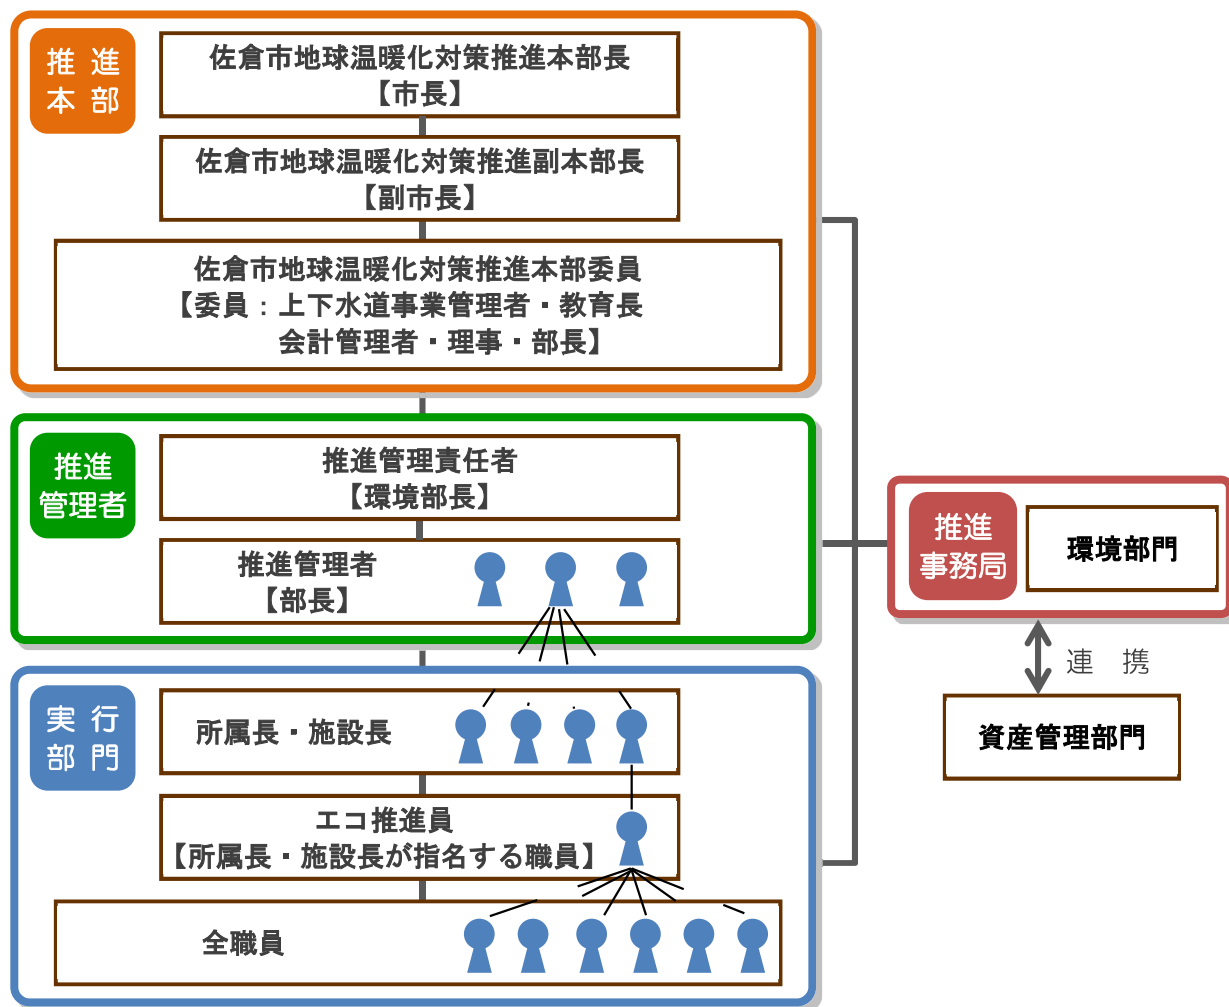 推 進
本 部
佐倉市地球温暖化対策推進本部長
【市長】
佐倉市地球温暖化対策推進副本部長
【副市長】
佐倉市地球温暖化対策推進本部委員
【委員：上下水道事業管理者・教育長
会計管理者・理事・部長】
推進
管理者
推進管理責任者
【環境部長】
推進管理者
【部長】
実 行
部 門
所属長・施設長
エコ推進員
【所属長・施設長が指名する職員】
全職員
推進
事務局
環境部門
連 携
資産管理部門